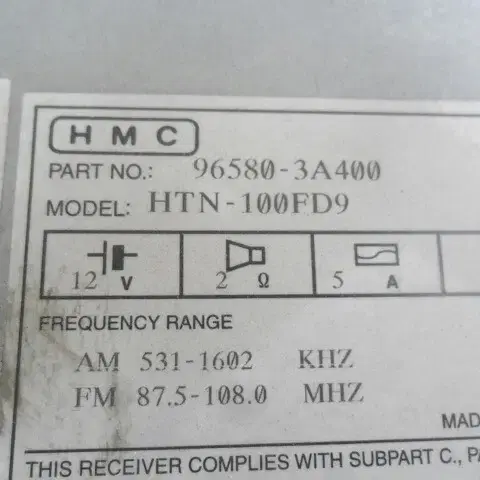 HMC
PART NO.: 96580-3A400
MODEL: HTN-100FD9
12 V 2 Ω 5 A
FREQUENCY RANGE
AM 531-1602 KHZ
FM 87.5-108.0 MHZ
MAD
THIS RECEIVER COMPLIES WITH SUBPART C., PA